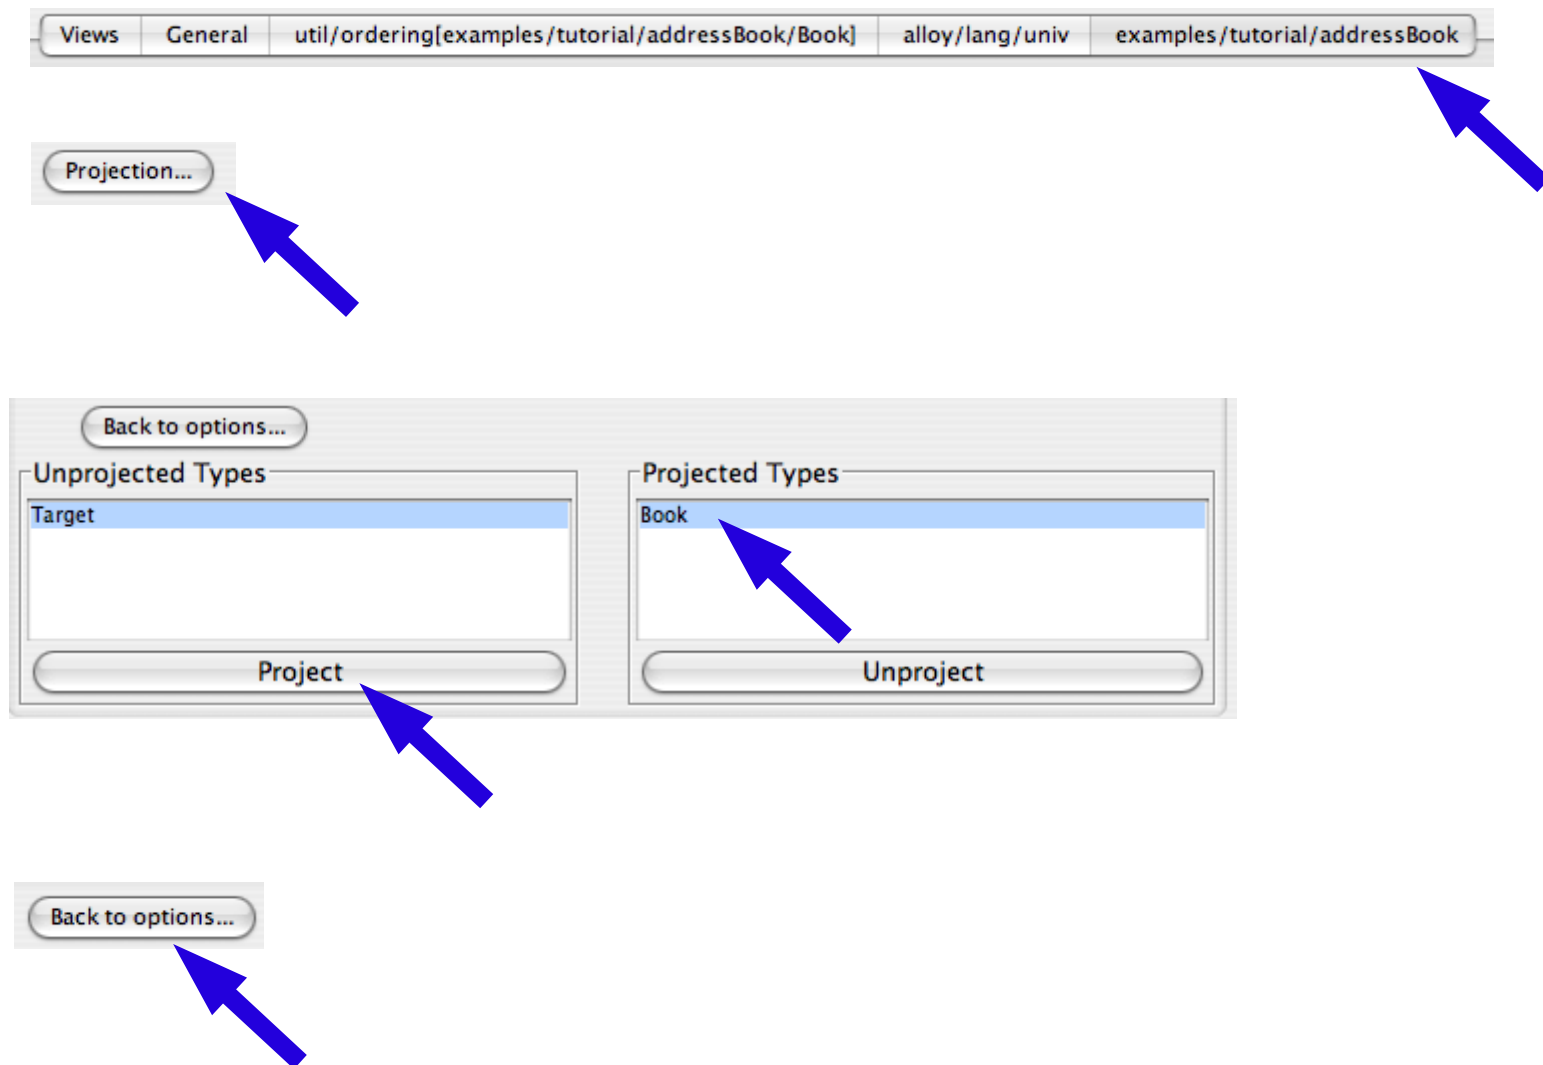 Views General util/ordering[examples/tutorial/addressBook/Book] alloy/lang/univ examples/tutorial/addressBook
Projection...
Back to options...
Unprojected Types Projected Types
Target Book
Project Unproject
Back to options...